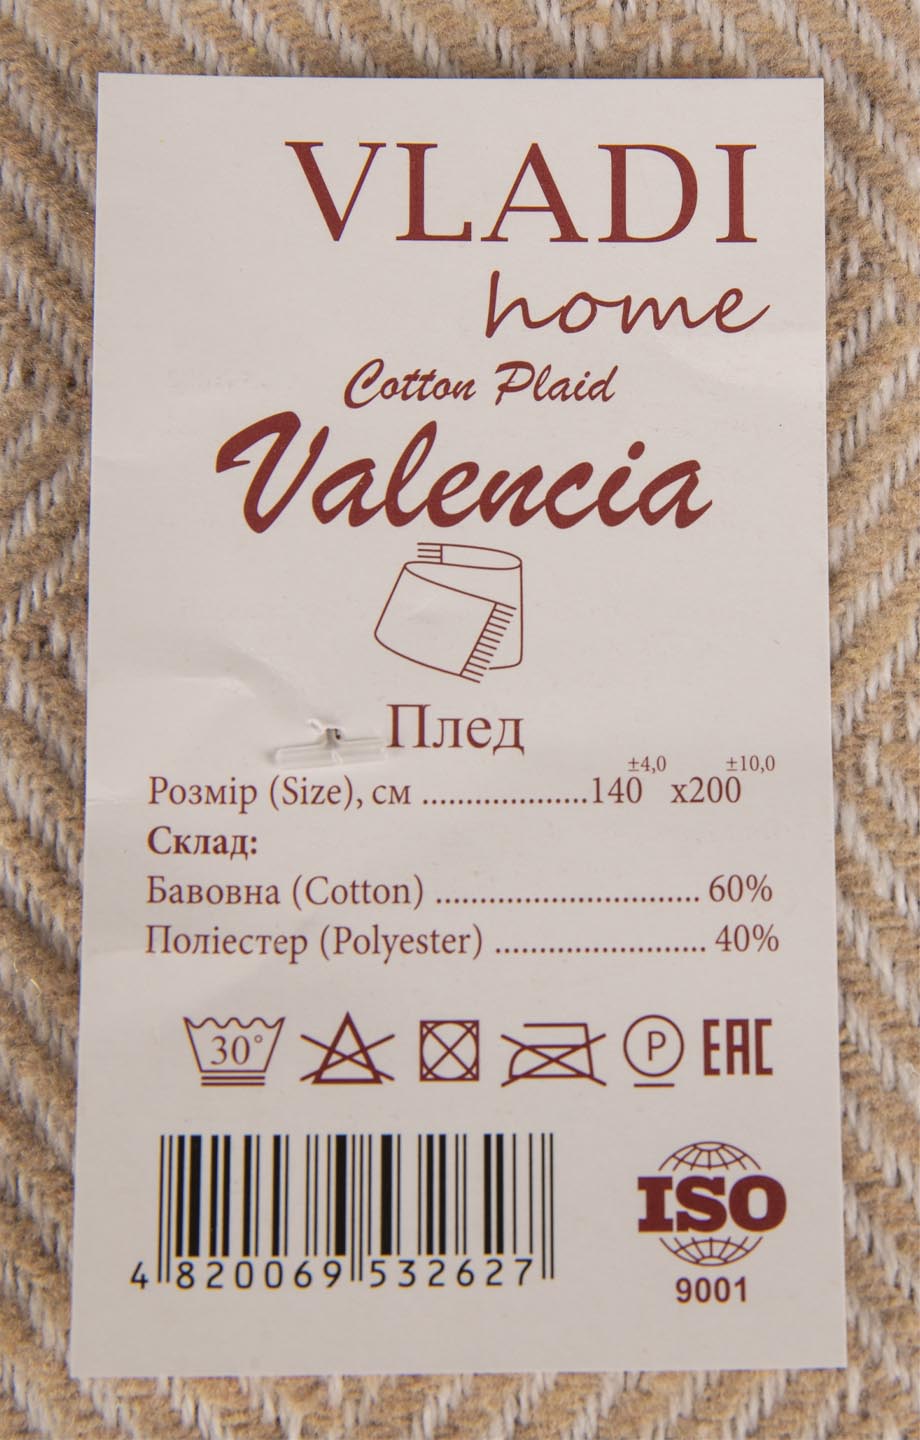 VLADI
home
Cotton Plaid
Valencia
Плед
Розмір (Size), см ..................140 ±4,0 x200 ±10,0
Склад:
Бавовна (Cotton) ............................. 60%
Поліестер (Polyester) ....................... 40%
30° P EAC
4 820069 532627
ISO
9001